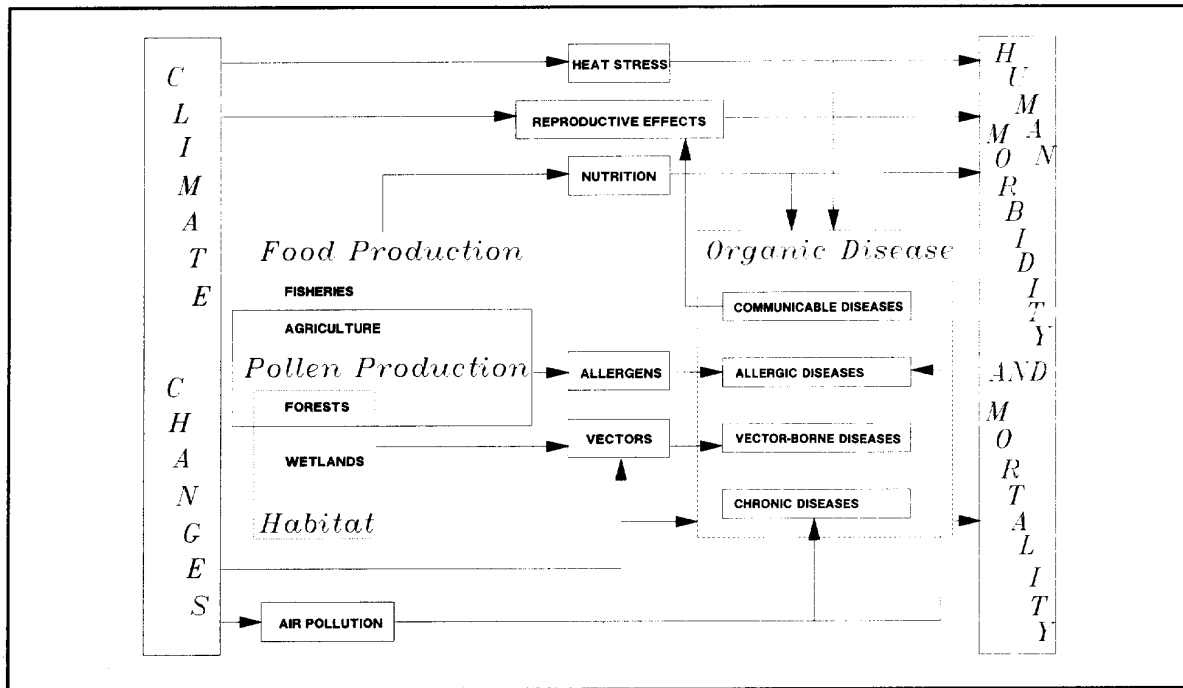 CLIMATE CHANGES
HEAT STRESS
REPRODUCTIVE EFFECTS
NUTRITION
Food Production
FISHERIES
AGRICULTURE
Pollen Production
FORESTS
WETLANDS
Habitat
AIR POLLUTION
ALLERGENS
VECTORS
Organic Disease
COMMUNICABLE DISEASES
ALLERGIC DISEASES
VECTOR-BORNE DISEASES
CHRONIC DISEASES
HUMAN MORBIDITY AND MORTALITY